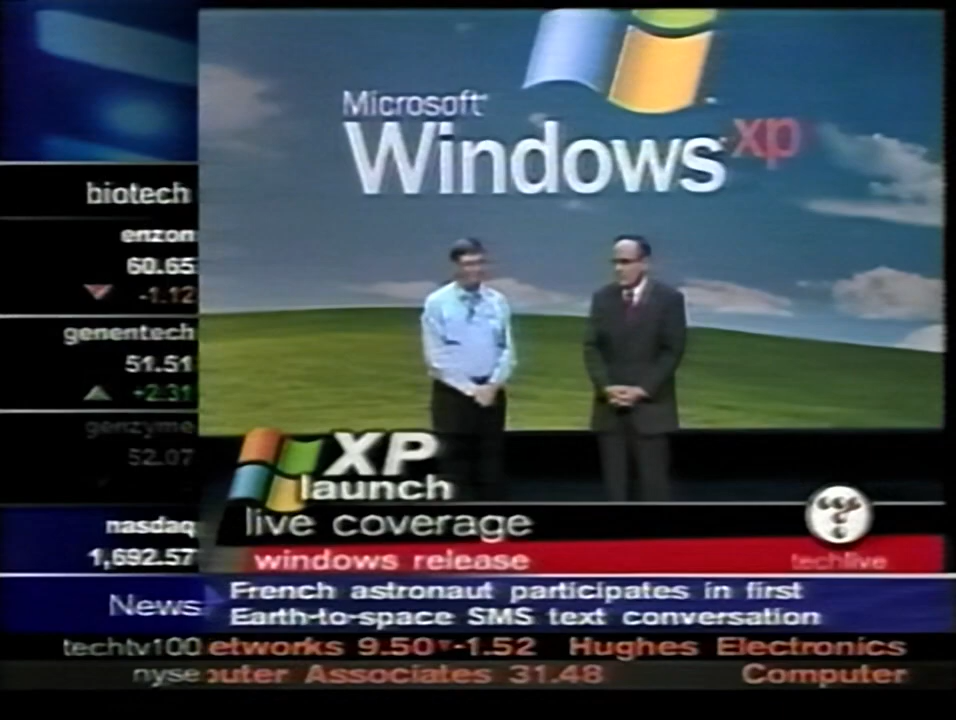 Microsoft
Windows xp
biotech
enzon
60.65
-1.12
genentech
51.51
+2.31
genzyme
52.07
nasdaq
1,692.57
XP
launch
live coverage
windows release
techlive
News
French astronaut participates in first
Earth-to-space SMS text conversation
techtv100 etworks 9.50 -1.52 Hughes Electronics
nyse outer Associates 31.48 Computer